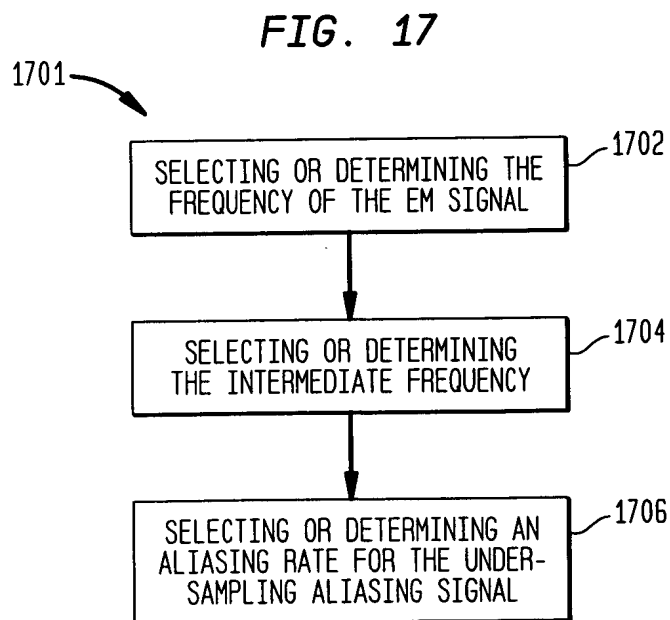 FIG. 17
1701
1702
SELECTING OR DETERMINING THE
FREQUENCY OF THE EM SIGNAL
1704
SELECTING OR DETERMINING
THE INTERMEDIATE FREQUENCY
1706
SELECTING OR DETERMINING AN
ALIASING RATE FOR THE UNDER-
SAMPLING ALIASING SIGNAL